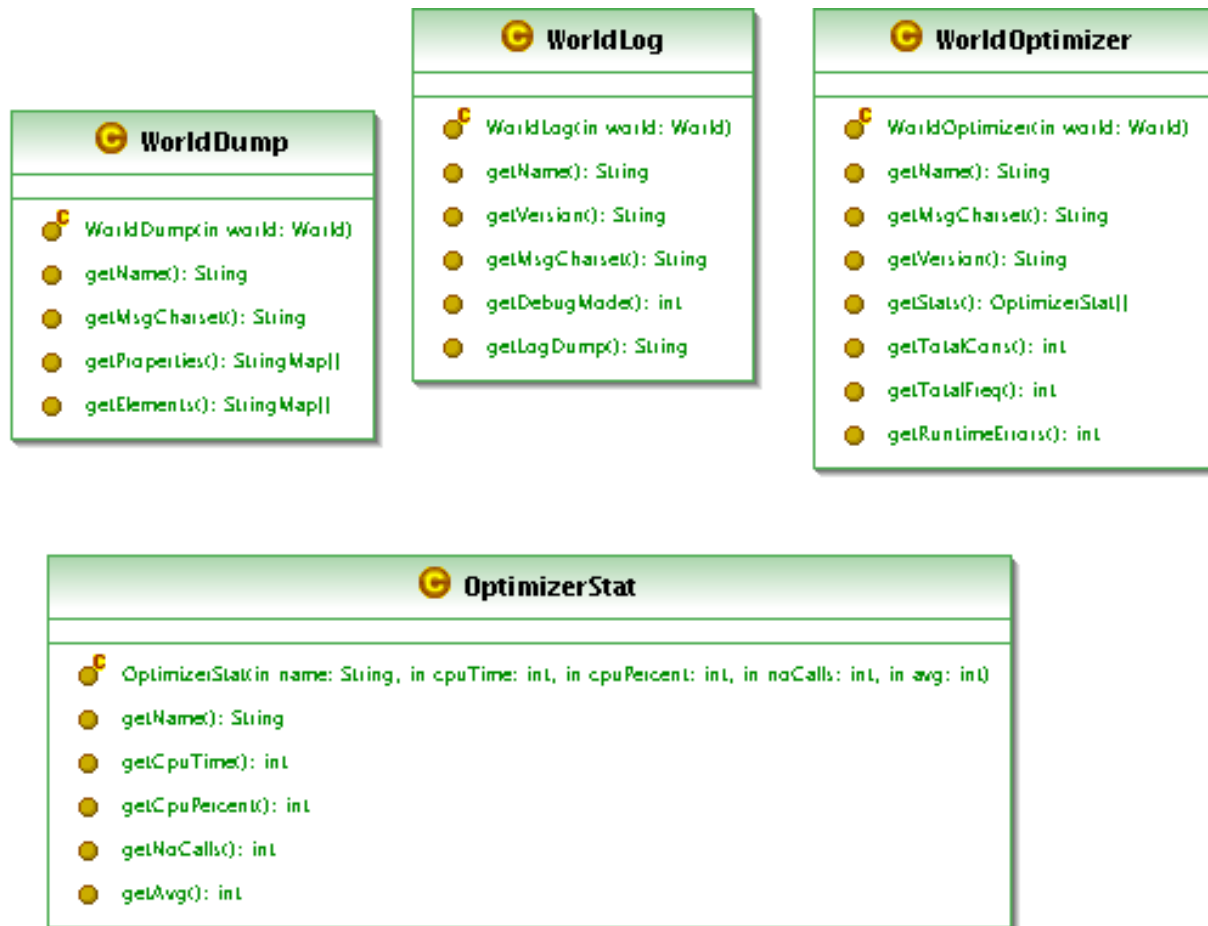 WorldDump
WorldDump(in world: World)
getName(): String
getMsgCharset(): String
getProperties(): StringMap[]
getElements(): StringMap[]
WorldLog
WorldLog(in world: World)
getName(): String
getVersion(): String
getMsgCharset(): String
getDebugMode(): int
getLogDump(): String
WorldOptimizer
WorldOptimizer(in world: World)
getName(): String
getMsgCharset(): String
getVersion(): String
getStats(): OptimizerStat[]
getTotalCons(): int
getTotalFreq(): int
getRuntimeErrors(): int
OptimizerStat
OptimizerStat(in name: String, in cpuTime: int, in cpuPercent: int, in noCalls: int, in avg: int)
getName(): String
getCpuTime(): int
getCpuPercent(): int
getNoCalls(): int
getAvg(): int